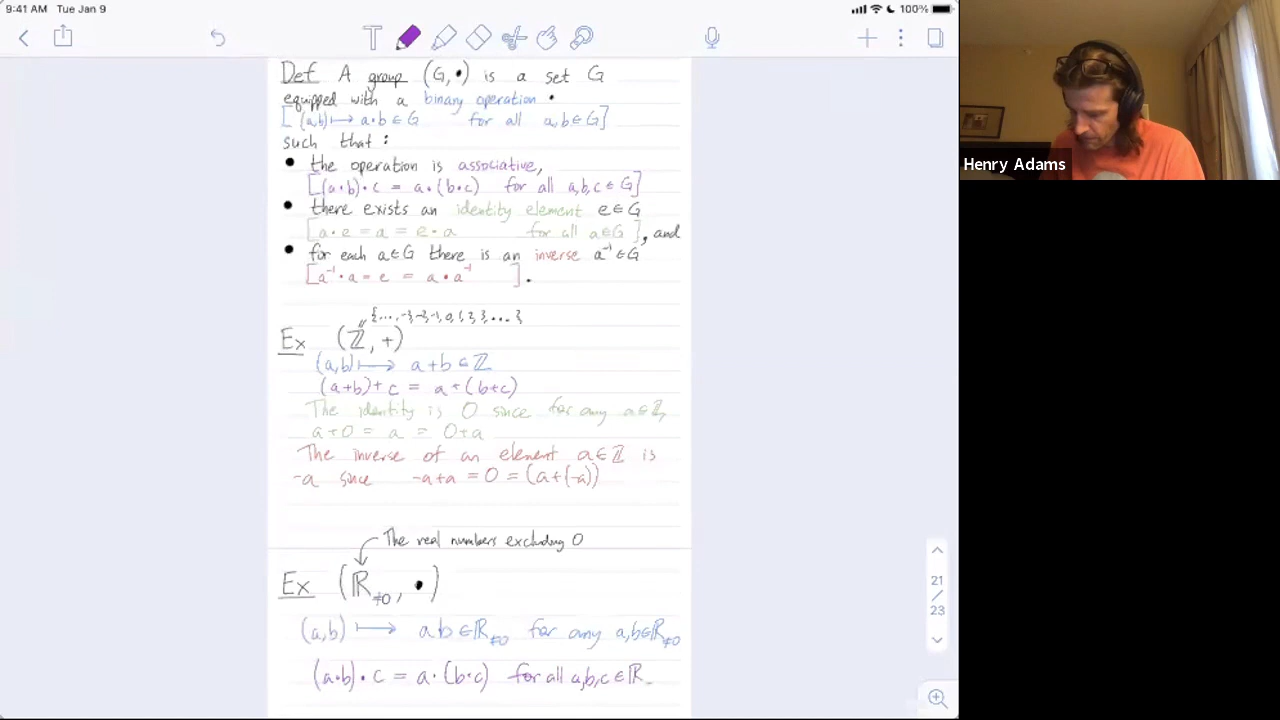 9:41 AM Tue Jan 9
100%
Def A group (G, •) is a set G
equipped with a binary operation •
[(a,b) ↦ a•b ∈ G for all a,b ∈ G]
such that :
• the operation is associative,
[(a•b)•c = a•(b•c) for all a,b,c ∈ G]
• there exists an identity element e ∈ G
[a•e = a = e•a for all a ∈ G], and
• for each a ∈ G there is an inverse a⁻¹ ∈ G
[a⁻¹•a = e = a•a⁻¹ ].
{..., -3, -2, -1, 0, 1, 2, 3, ...}
Ex (ℤ, +)
(a,b) ↦ a+b ∈ ℤ
(a+b)+c = a+(b+c)
The identity is 0 since for any a ∈ ℤ,
a+0 = a = 0+a
The inverse of an element a ∈ ℤ is
-a since -a+a = 0 = (a+(-a))
The real numbers excluding 0
Ex (ℝ≠0, •)
(a,b) ↦ ab ∈ ℝ≠0 for any a,b ∈ ℝ≠0
(a•b)•c = a•(b•c) for all a,b,c ∈ ℝ
21
/
23
Henry Adams